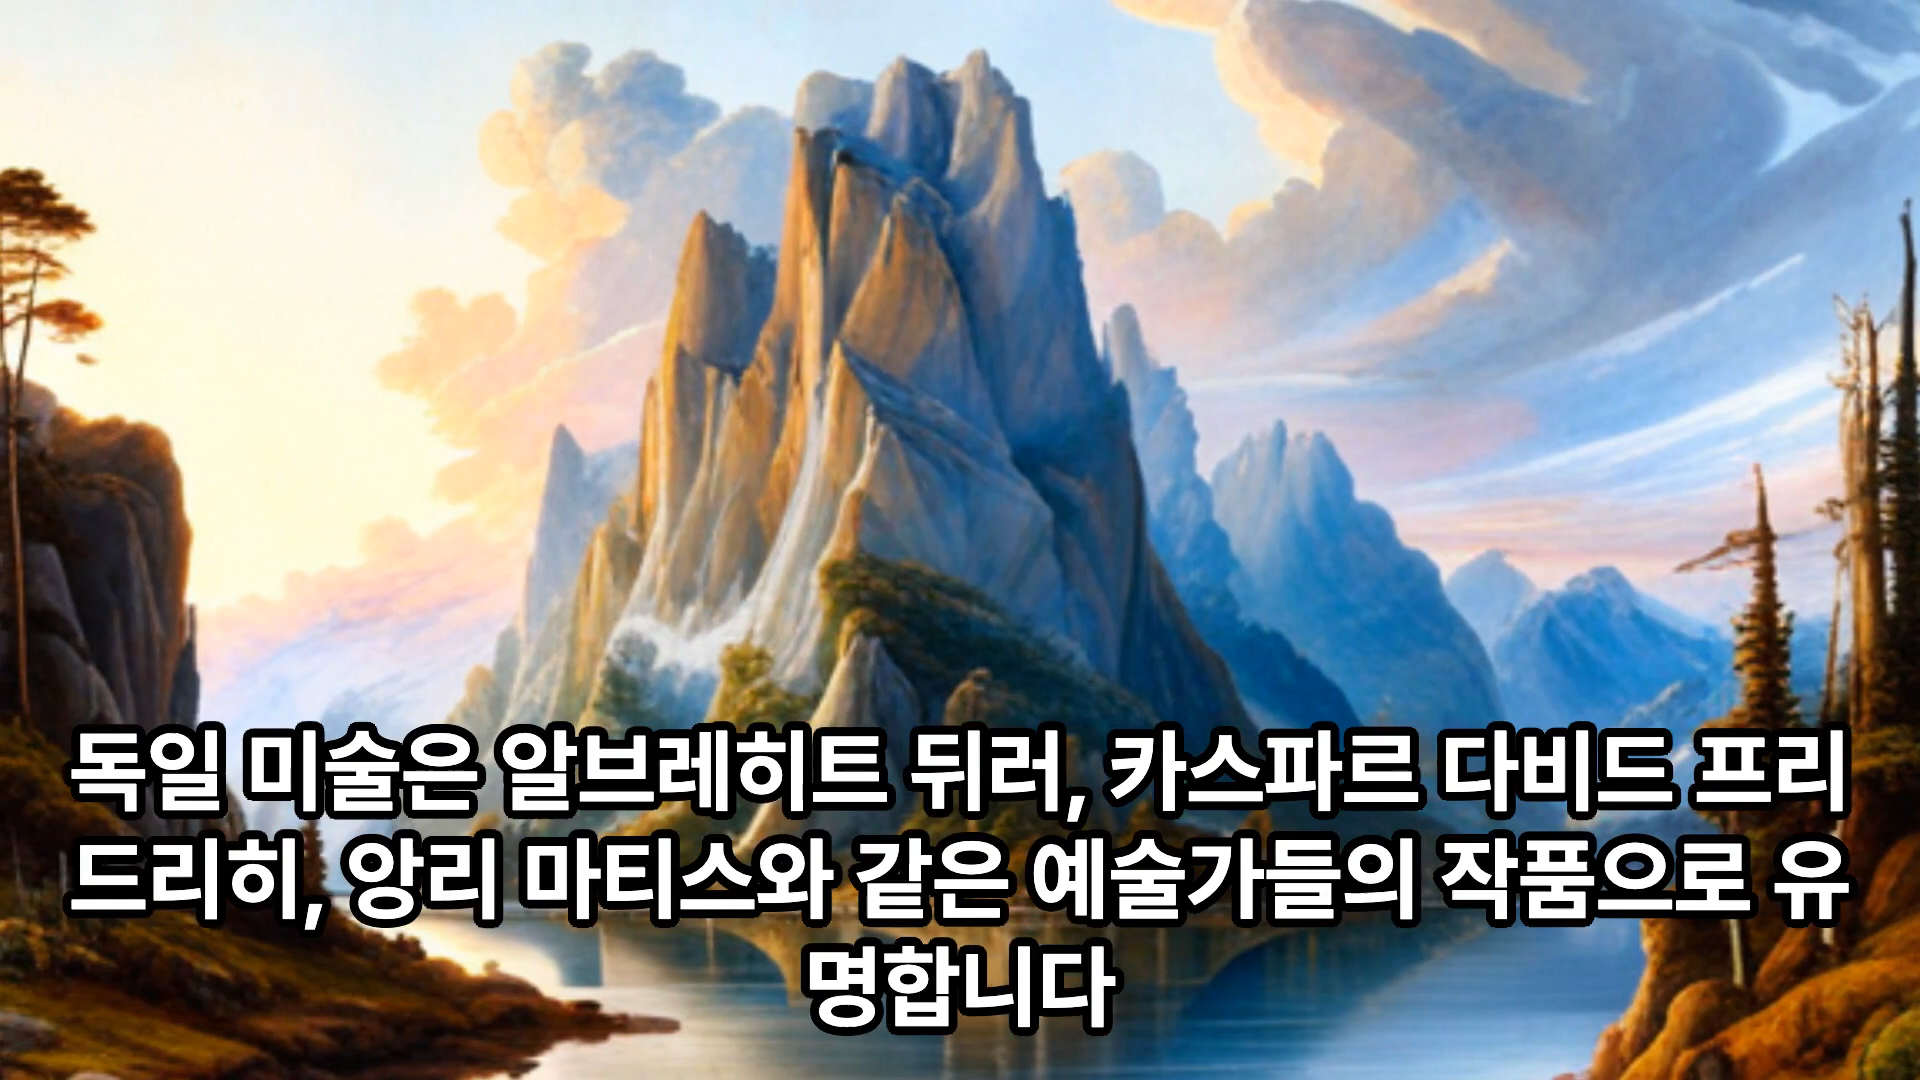 독일 미술은 알브레히트 뒤러, 카스파르 다비드 프리
드리히, 앙리 마티스와 같은 예술가들의 작품으로 유
명합니다